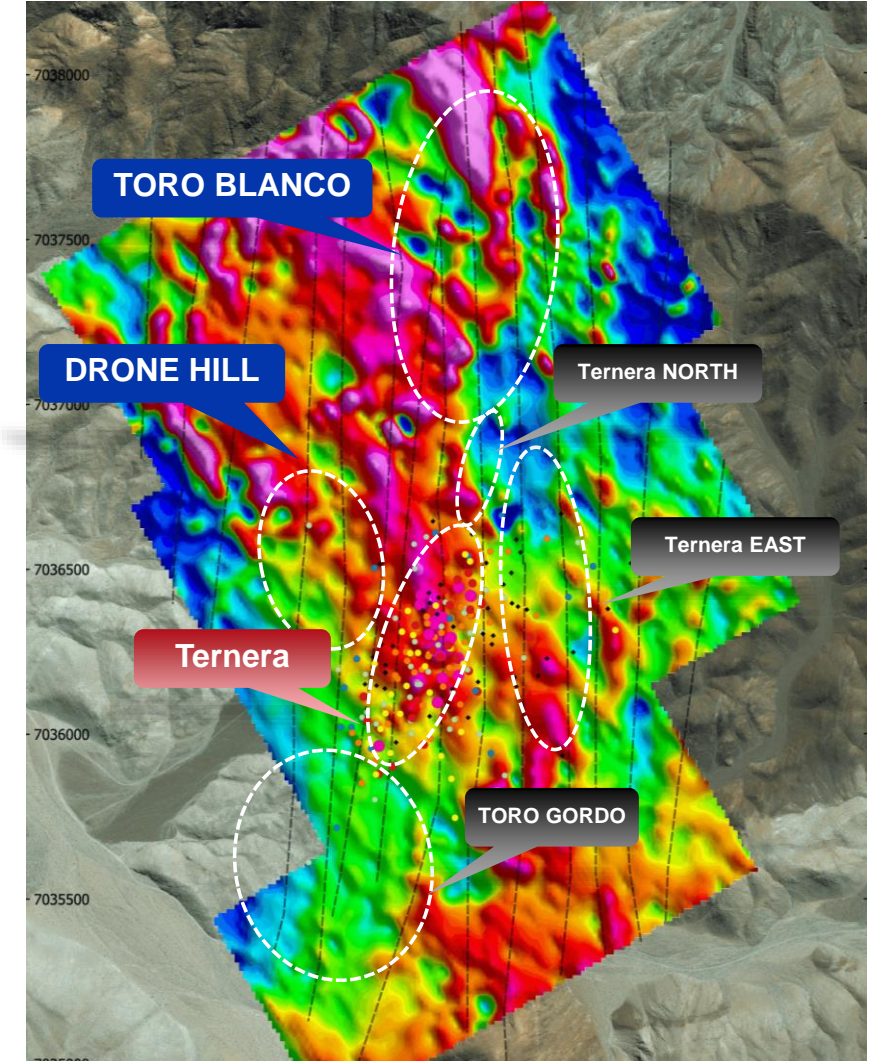 7038000
TORO BLANCO
7037500
DRONE HILL
Ternera NORTH
7037000
Ternera EAST
7036500
Ternera
7036000
TORO GORDO
7035500